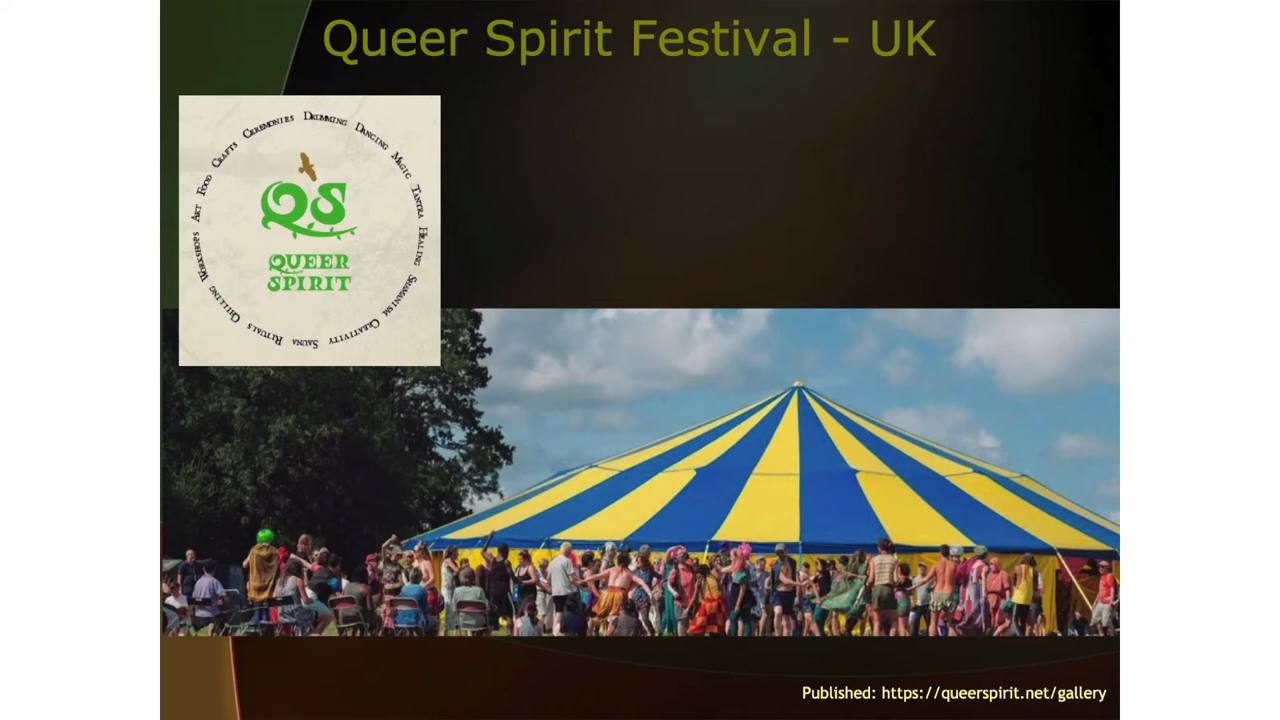 Queer Spirit Festival - UK
Ceremonies Drumming Dancing Magic Tantra Healing Shamanism Creativity Sauna Rituals Chilling Workshops Art Food Crafts
QS
QUEER
SPIRIT
Published: https://queerspirit.net/gallery